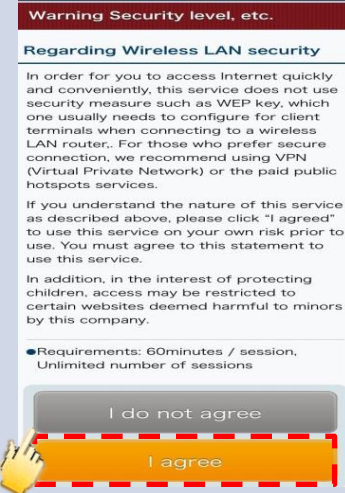 Warning Security level, etc.
Regarding Wireless LAN security
In order for you to access Internet quickly
and conveniently, this service does not use
security measure such as WEP key, which
one usually needs to configure for client
terminals when connecting to a wireless
LAN router,. For those who prefer secure
connection, we recommend using VPN
(Virtual Private Network) or the paid public
hotspots services.
If you understand the nature of this service
as described above, please click "I agreed"
to use this service on your own risk prior to
use. You must agree to this statement to
use this service.
In addition, in the interest of protecting
children, access may be restricted to
certain websites deemed harmful to minors
by this company.
●Requirements: 60minutes / session,
Unlimited number of sessions
I do not agree
I agree